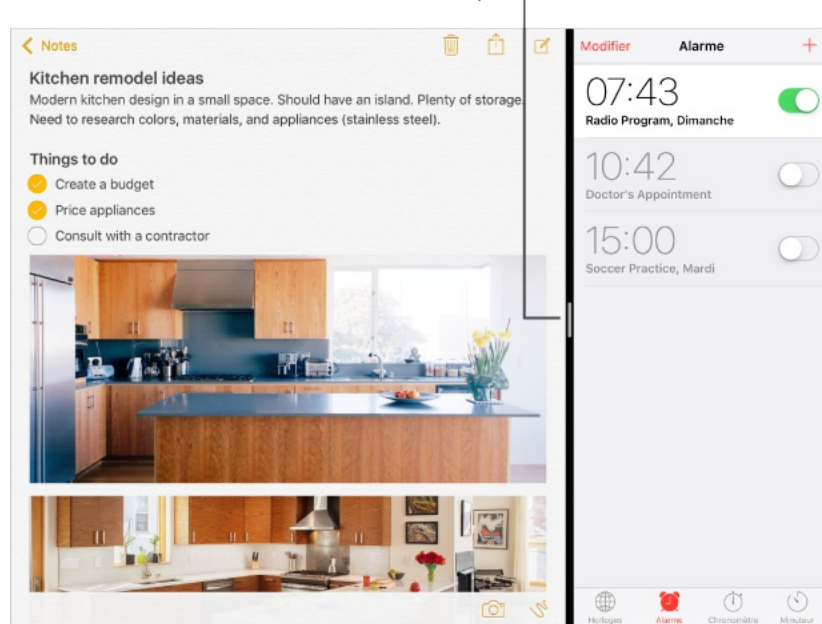 Notes
Kitchen remodel ideas
Modern kitchen design in a small space. Should have an island. Plenty of storage.
Need to research colors, materials, and appliances (stainless steel).
Things to do
Create a budget
Price appliances
Consult with a contractor
Modifier
Alarme
07:43
Radio Program, Dimanche
10:42
Doctor's Appointment
15:00
Soccer Practice, Mardi
Horloges
Alarme
Chronomètre
Minuteur